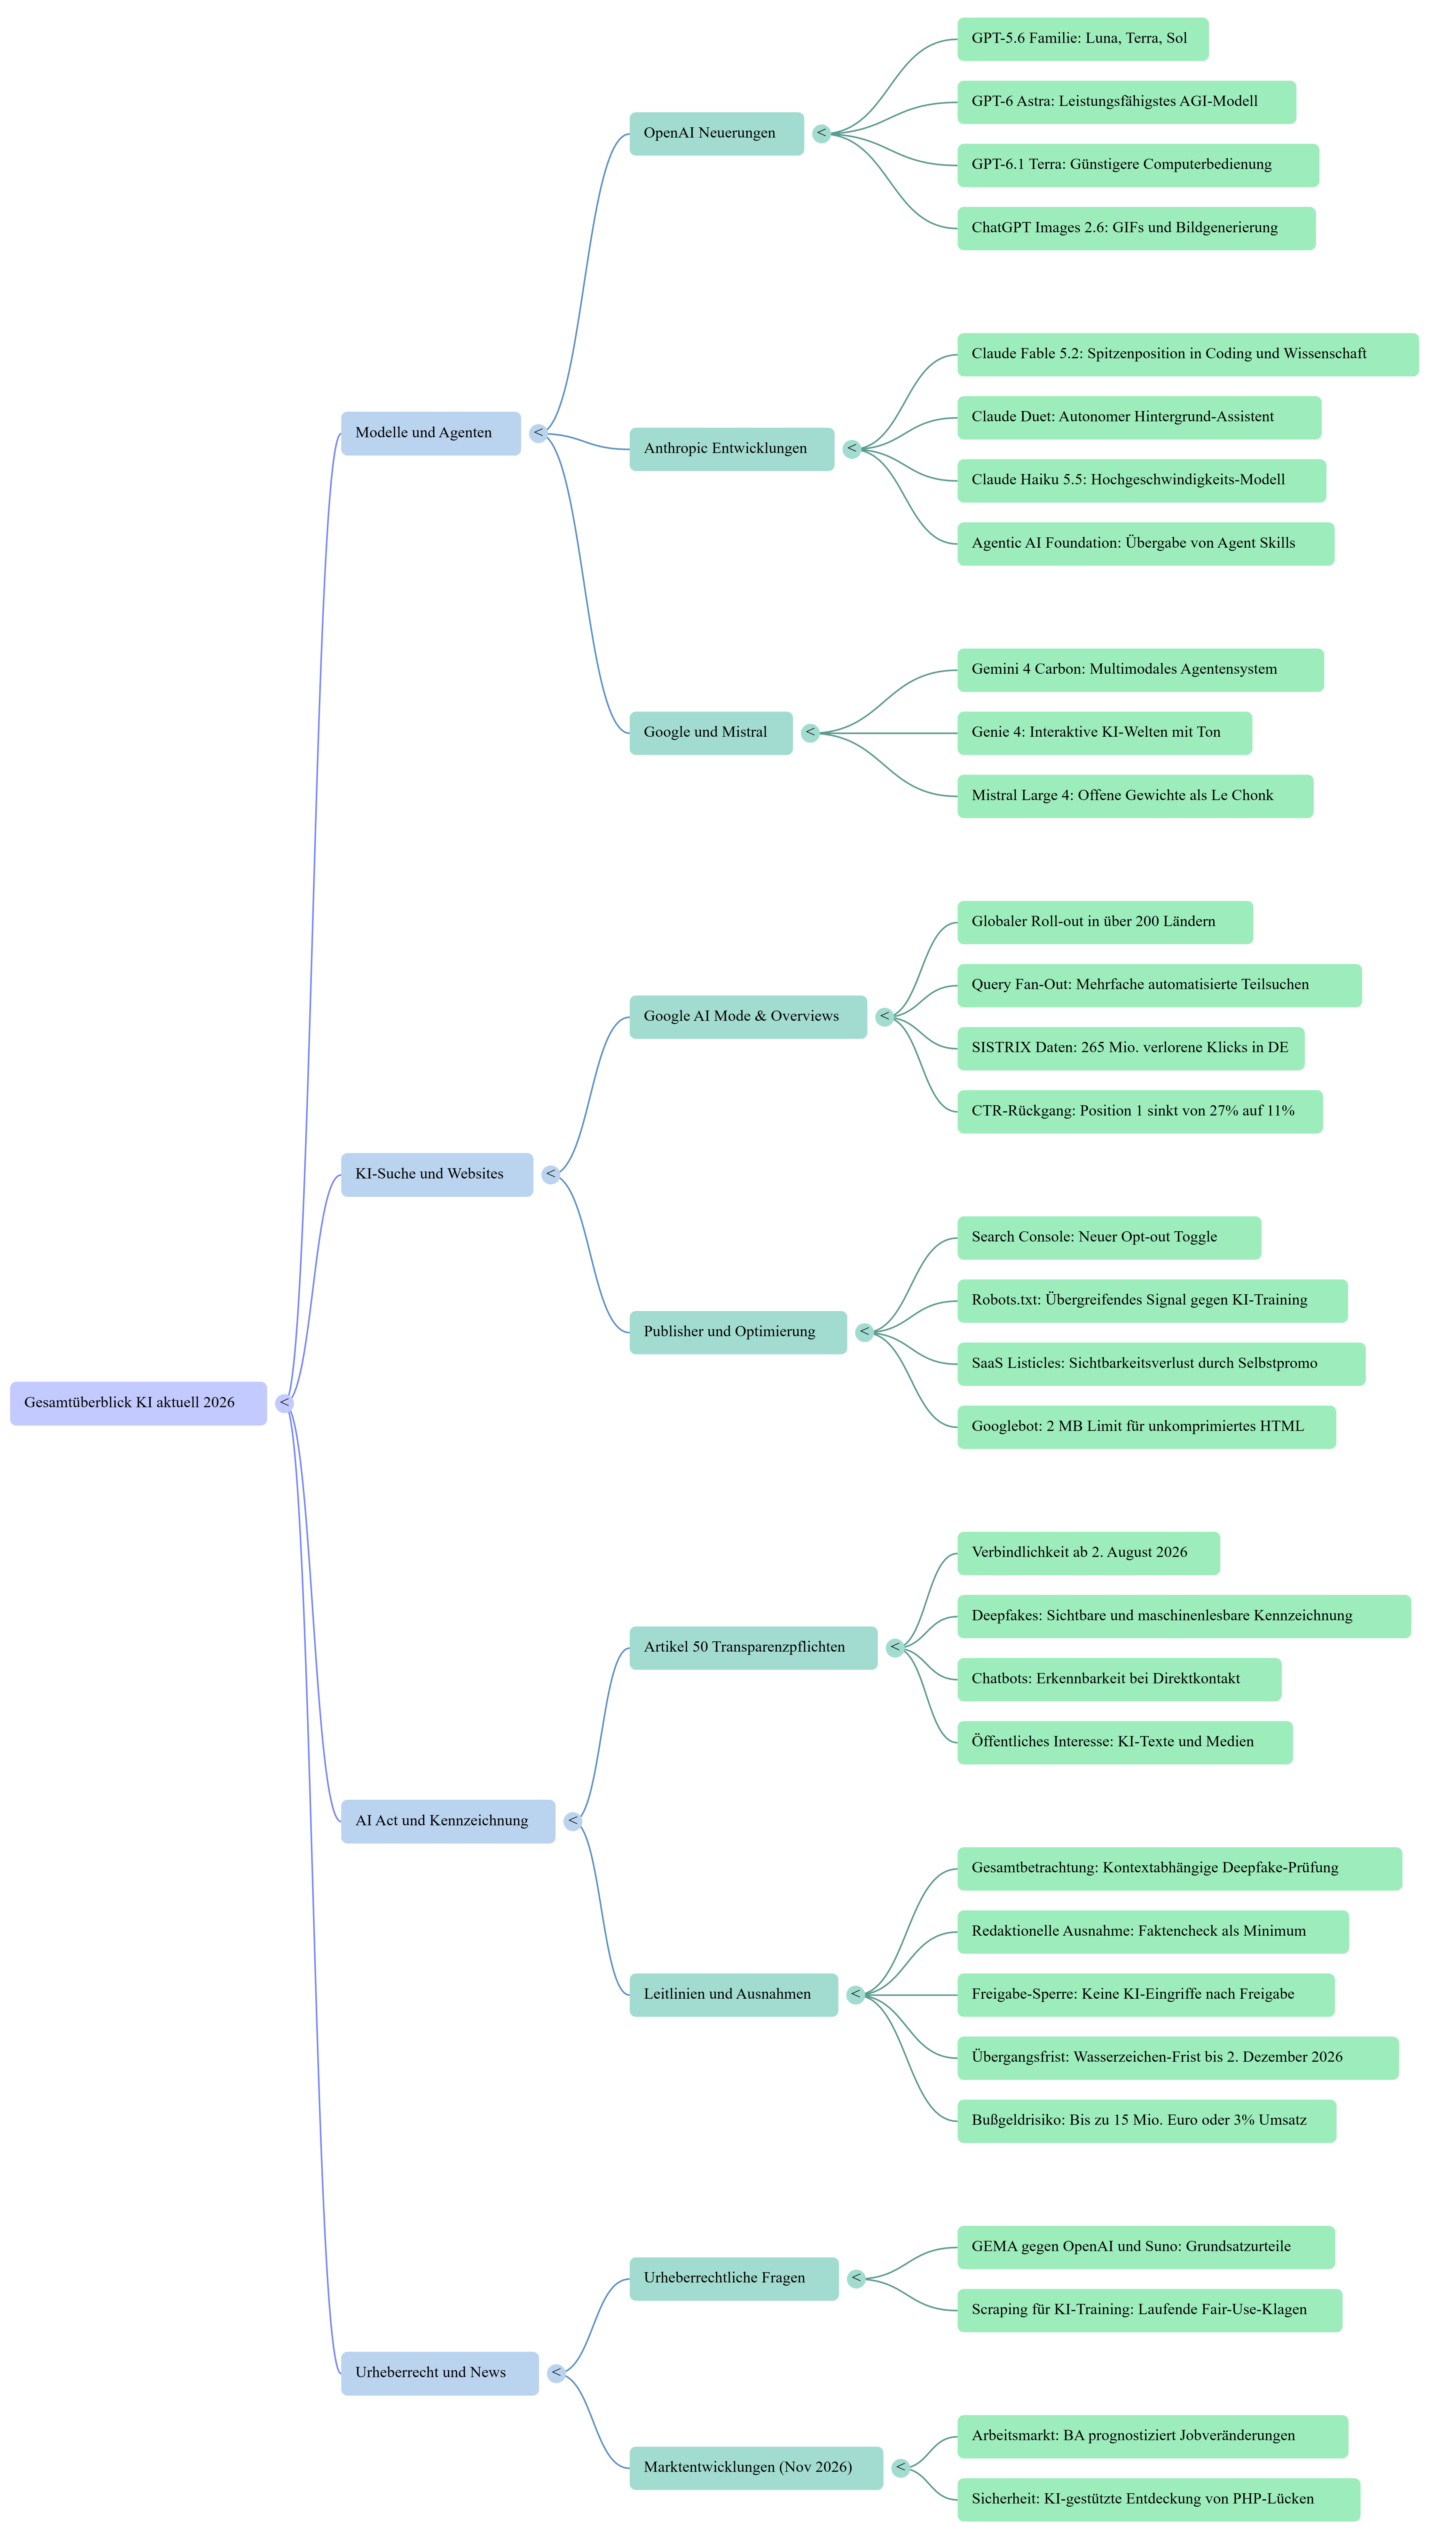 Gesamtüberblick KI aktuell 2026
<
Modelle und Agenten
<
OpenAI Neuerungen
<
GPT-5.6 Familie: Luna, Terra, Sol
GPT-6 Astra: Leistungsfähigstes AGI-Modell
GPT-6.1 Terra: Günstigere Computerbedienung
ChatGPT Images 2.6: GIFs und Bildgenerierung
Anthropic Entwicklungen
<
Claude Fable 5.2: Spitzenposition in Coding und Wissenschaft
Claude Duet: Autonomer Hintergrund-Assistent
Claude Haiku 5.5: Hochgeschwindigkeits-Modell
Agentic AI Foundation: Übergabe von Agent Skills
Google und Mistral
<
Gemini 4 Carbon: Multimodales Agentensystem
Genie 4: Interaktive KI-Welten mit Ton
Mistral Large 4: Offene Gewichte als Le Chonk
KI-Suche und Websites
<
Google AI Mode & Overviews
<
Globaler Roll-out in über 200 Ländern
Query Fan-Out: Mehrfache automatisierte Teilsuchen
SISTRIX Daten: 265 Mio. verlorene Klicks in DE
CTR-Rückgang: Position 1 sinkt von 27% auf 11%
Publisher und Optimierung
<
Search Console: Neuer Opt-out Toggle
Robots.txt: Übergreifendes Signal gegen KI-Training
SaaS Listicles: Sichtbarkeitsverlust durch Selbstpromo
Googlebot: 2 MB Limit für unkomprimiertes HTML
AI Act und Kennzeichnung
<
Artikel 50 Transparenzpflichten
<
Verbindlichkeit ab 2. August 2026
Deepfakes: Sichtbare und maschinenlesbare Kennzeichnung
Chatbots: Erkennbarkeit bei Direktkontakt
Öffentliches Interesse: KI-Texte und Medien
Leitlinien und Ausnahmen
<
Gesamtbetrachtung: Kontextabhängige Deepfake-Prüfung
Redaktionelle Ausnahme: Faktencheck als Minimum
Freigabe-Sperre: Keine KI-Eingriffe nach Freigabe
Übergangsfrist: Wasserzeichen-Frist bis 2. Dezember 2026
Bußgeldrisiko: Bis zu 15 Mio. Euro oder 3% Umsatz
Urheberrecht und News
<
Urheberrechtliche Fragen
<
GEMA gegen OpenAI und Suno: Grundsatzurteile
Scraping für KI-Training: Laufende Fair-Use-Klagen
Marktentwicklungen (Nov 2026)
<
Arbeitsmarkt: BA prognostiziert Jobveränderungen
Sicherheit: KI-gestützte Entdeckung von PHP-Lücken